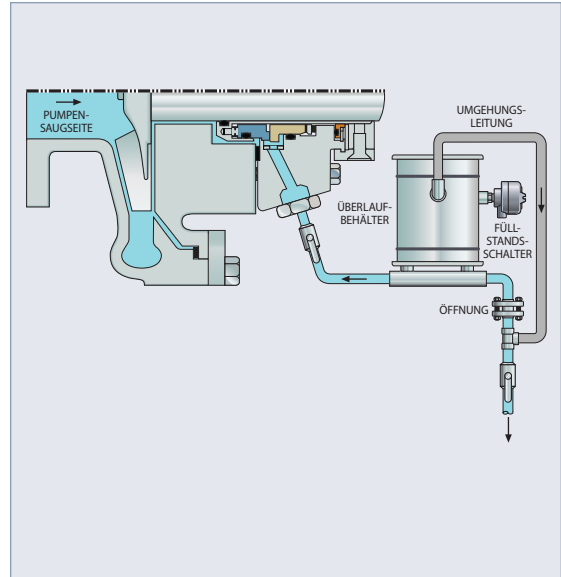 PUMPEN-
SAUGSEITE
UMGEHUNGS-
LEITUNG
ÜBERLAUF-
BEHÄLTER
FÜLL-
STANDS-
SCHALTER
ÖFFNUNG